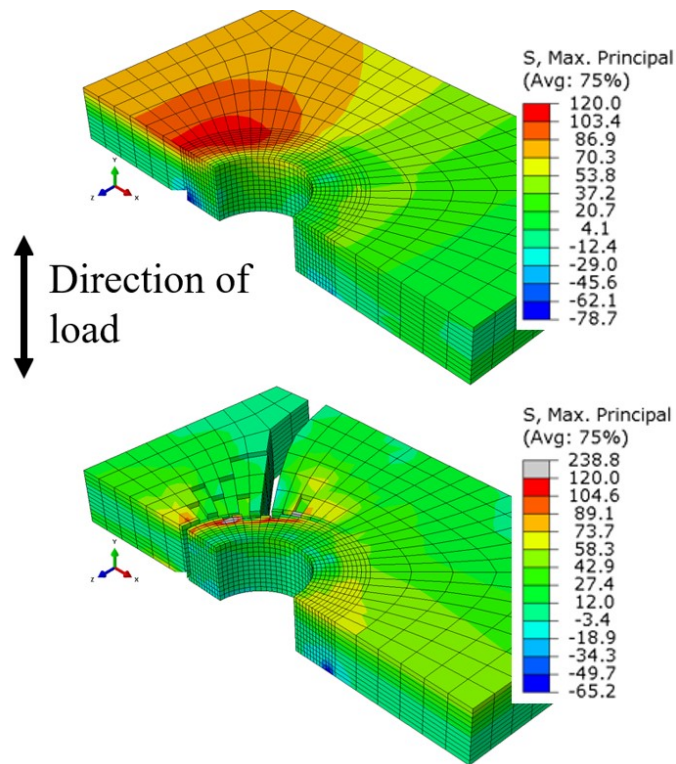 S, Max. Principal
(Avg: 75%)
120.0
103.4
86.9
70.3
53.8
37.2
20.7
4.1
-12.4
-29.0
-45.6
-62.1
-78.7
Y
Z X
Direction of
load
S, Max. Principal
(Avg: 75%)
238.8
120.0
104.6
89.1
73.7
58.3
42.9
27.4
12.0
-3.4
-18.9
-34.3
-49.7
-65.2
Y
Z X